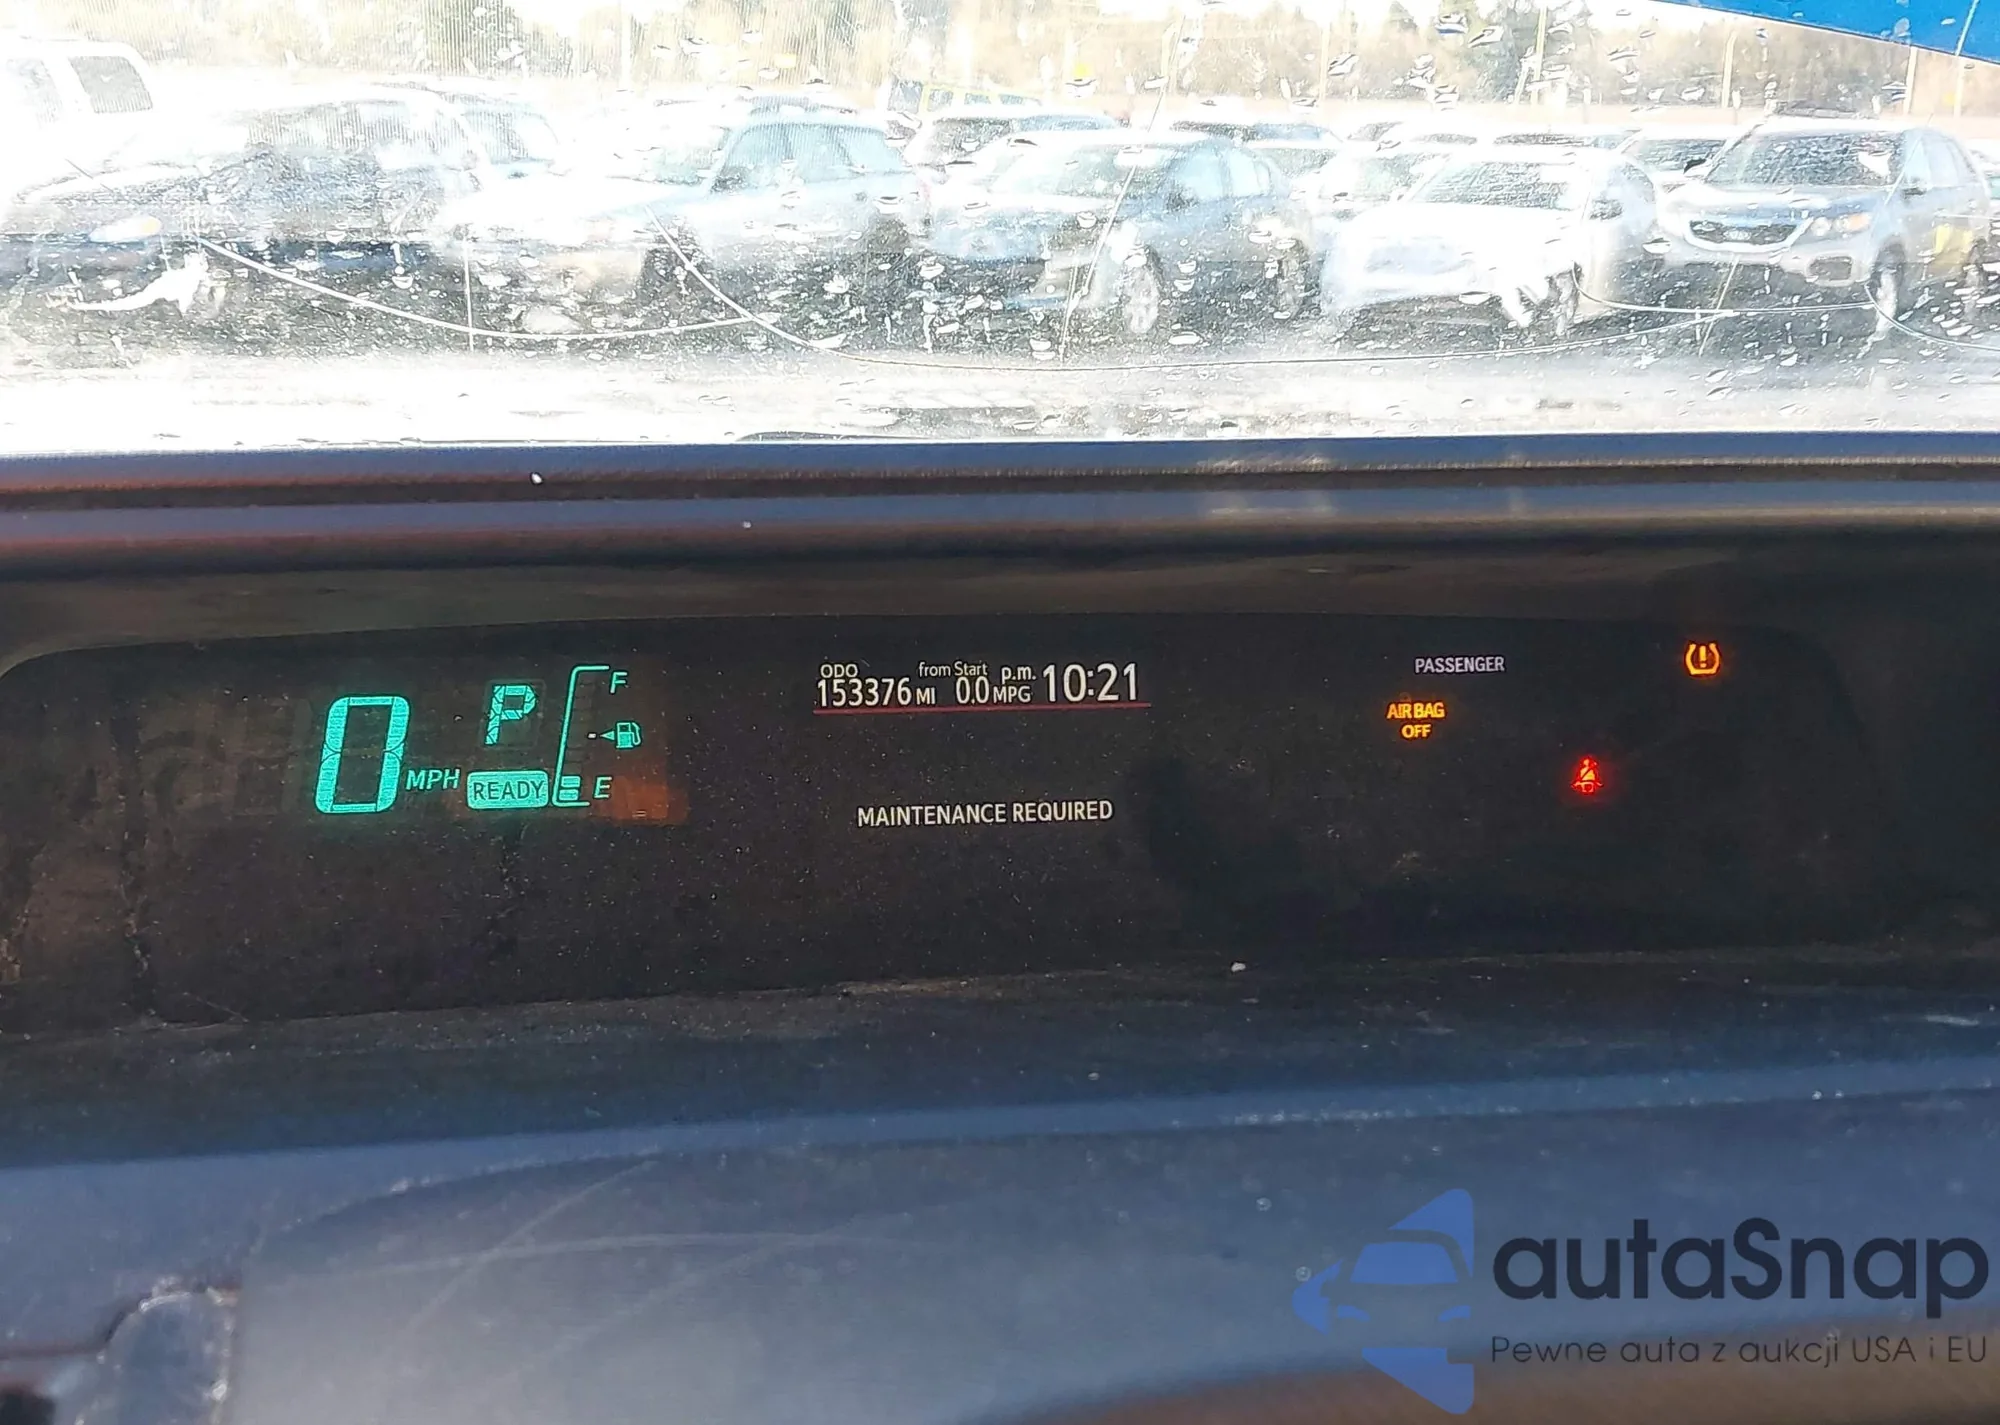 0 MPH P READY F E
ODO from Start p.m. 10:21
153376 MI 0.0 MPG
MAINTENANCE REQUIRED
PASSENGER
AIR BAG
OFF
autaSnap
Pewne auta z aukcji USA i EU